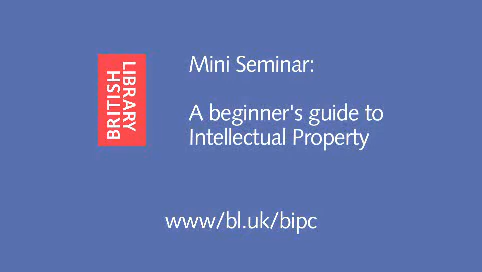 BRITISH
LIBRARY
Mini Seminar:
A beginner's guide to
Intellectual Property
www/bl.uk/bipc